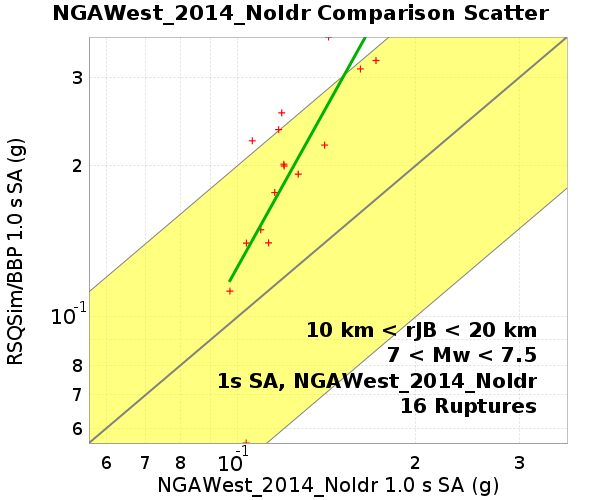 NGAWest_2014_NoIdr Comparison Scatter
RSQSim/BBP 1.0 s SA (g)
3
2
10-1
8
7
6
10 km < rJB < 20 km
7 < Mw < 7.5
1s SA, NGAWest_2014_NoIdr
16 Ruptures
6 7 8 10-1 2 3
NGAWest_2014_NoIdr 1.0 s SA (g)